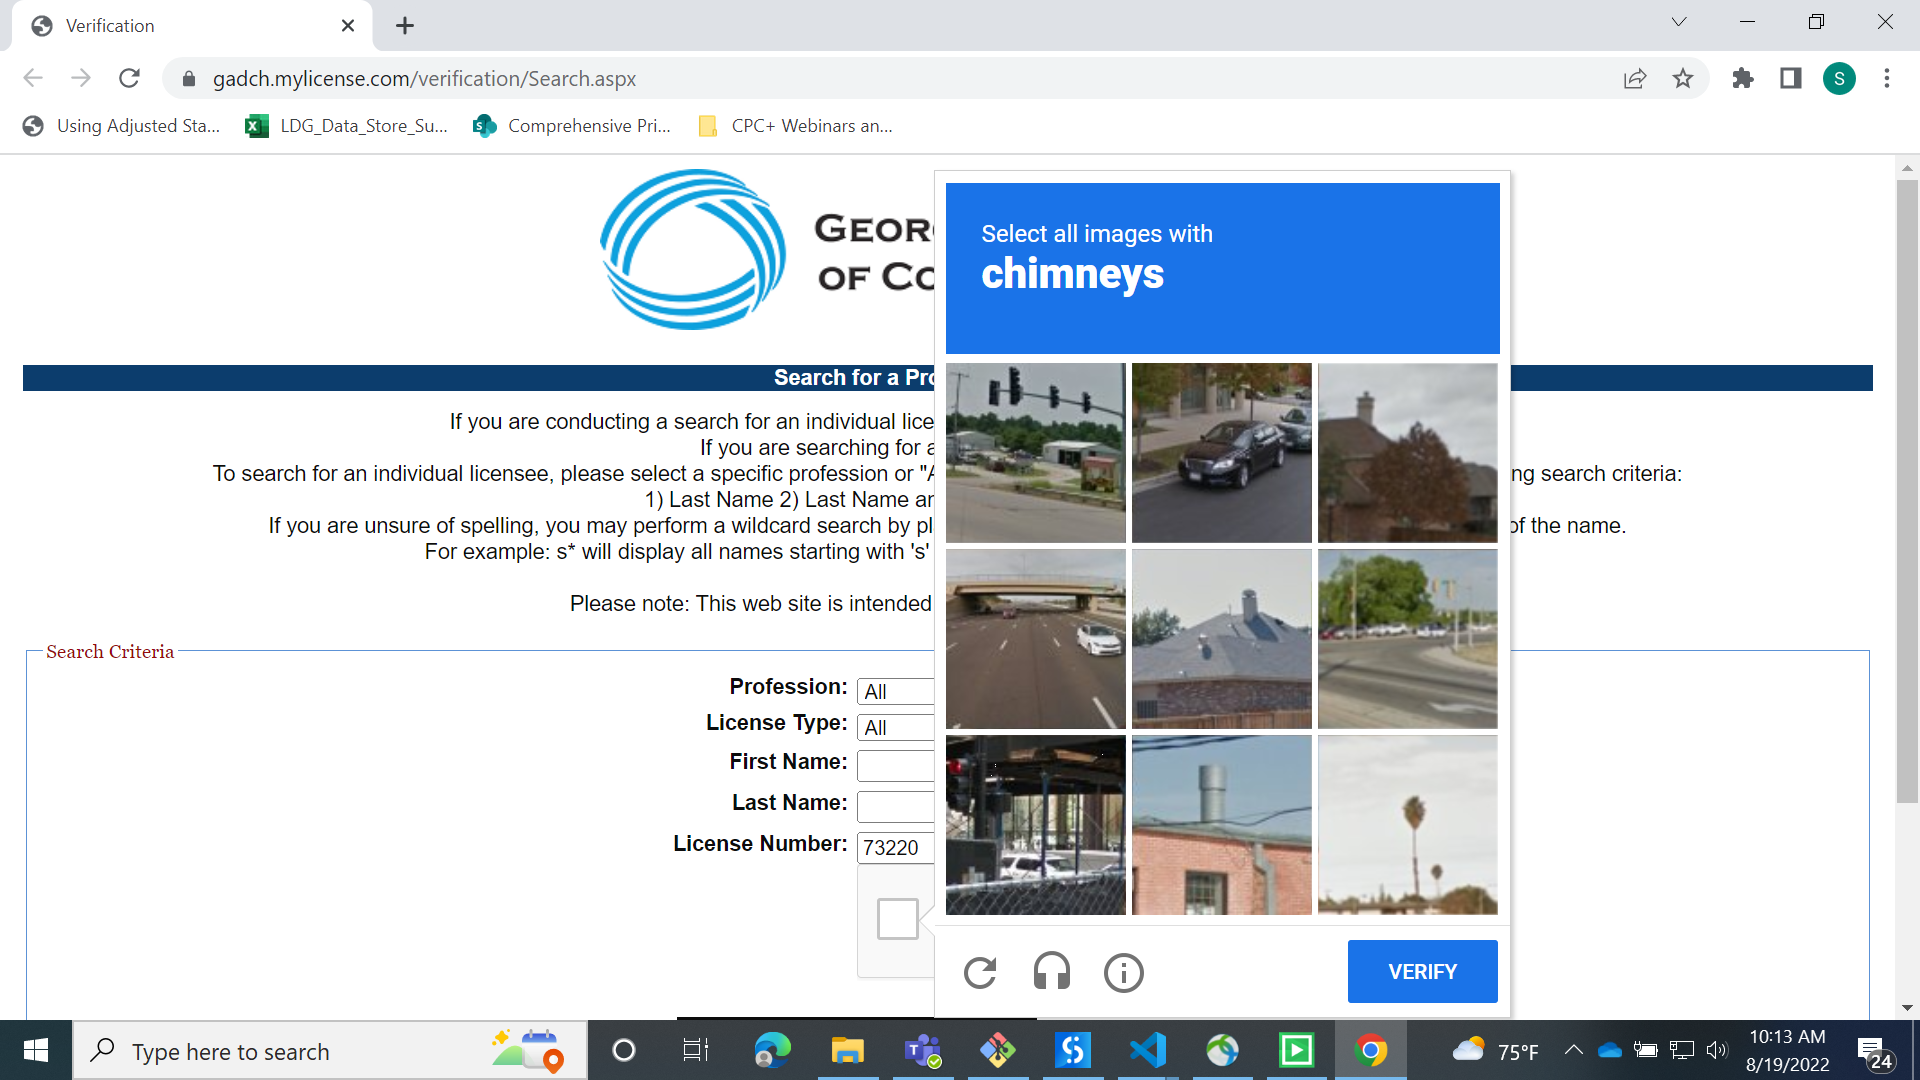 Verification
gadch.mylicense.com/verification/Search.aspx
S
Using Adjusted Sta...
LDG_Data_Store_Su...
Comprehensive Pri...
CPC+ Webinars an...
GEOR
OF CO
Select all images with
chimneys
Search for a Pro
If you are conducting a search for an individual lice
If you are searching for a
To search for an individual licensee, please select a specific profession or "A
ng search criteria:
1) Last Name 2) Last Name an
If you are unsure of spelling, you may perform a wildcard search by pl
of the name.
For example: s* will display all names starting with 's'
Please note: This web site is intended
Search Criteria
Profession: All
License Type: All
First Name:
Last Name:
License Number: 73220
VERIFY
Type here to search
75°F
10:13 AM
8/19/2022
24